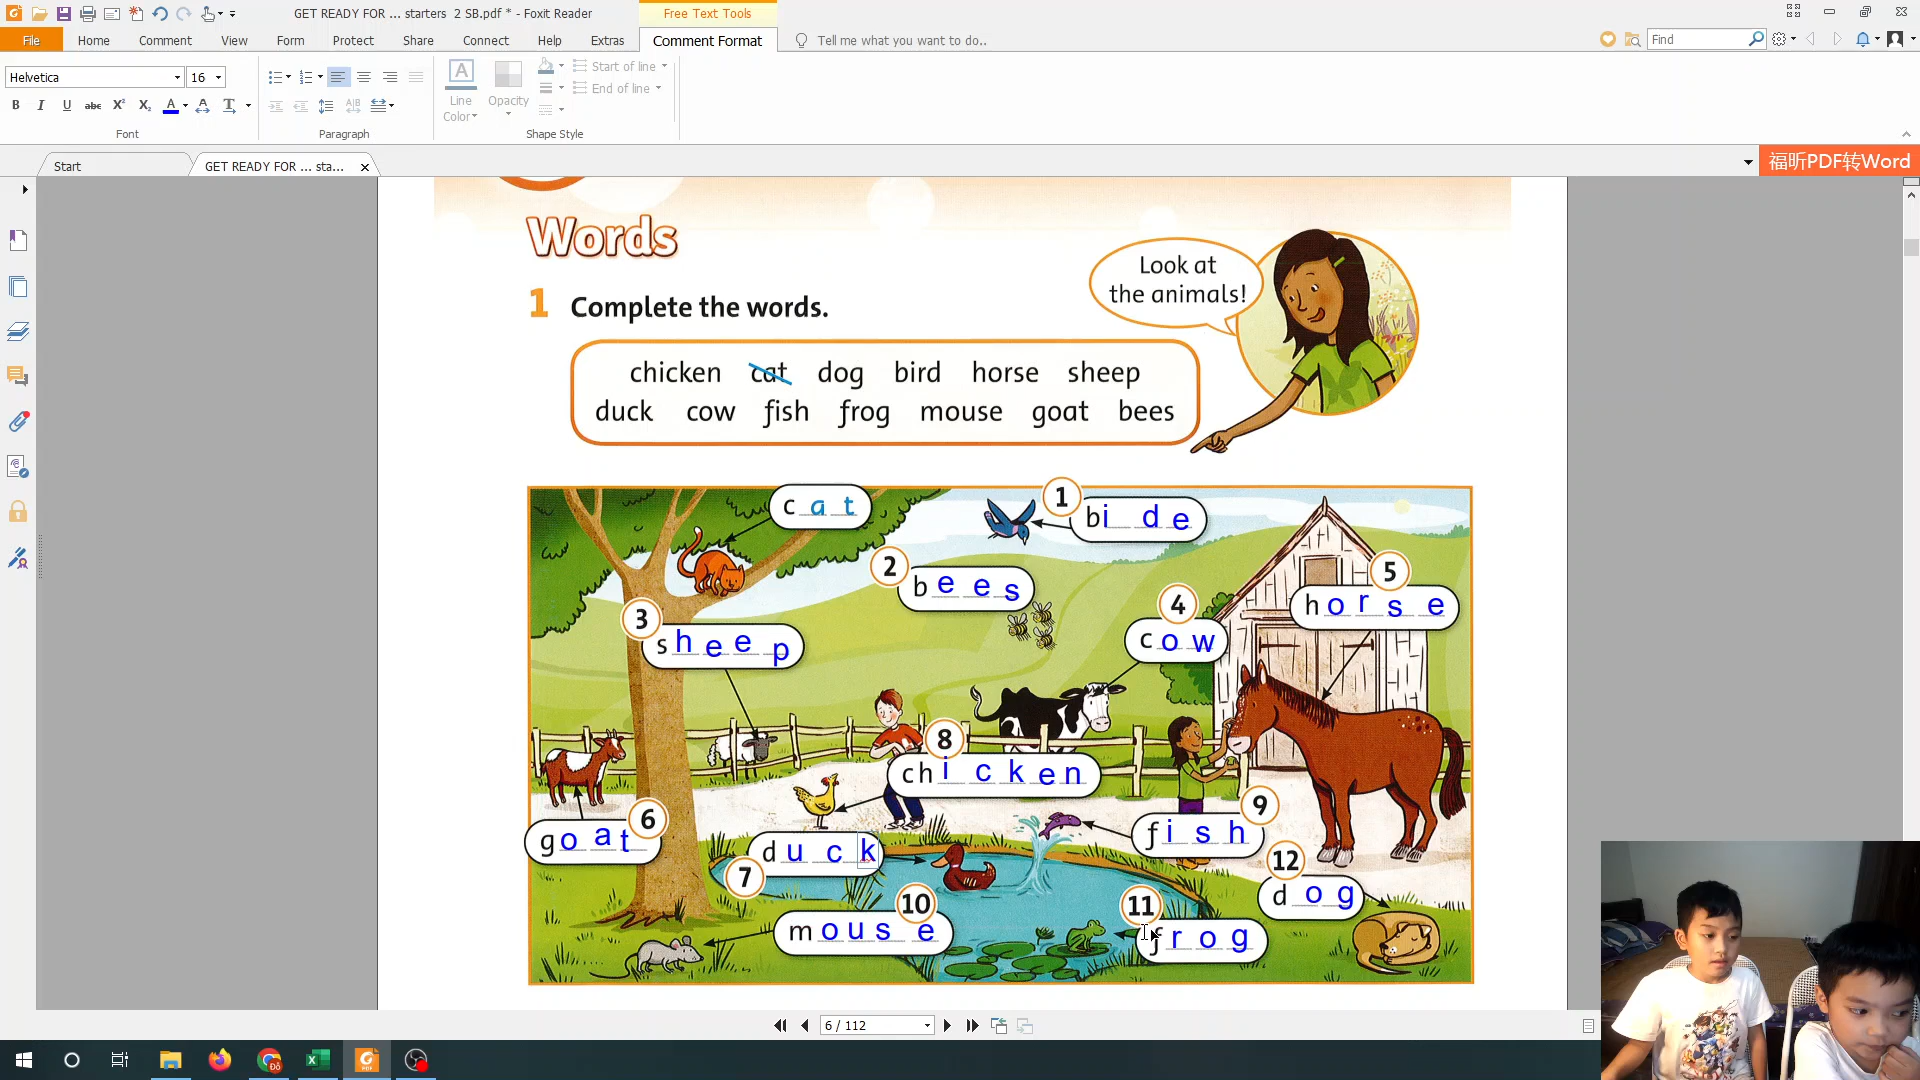 GET READY FOR ... starters 2 SB.pdf * - Foxit Reader
Free Text Tools
File Home Comment View Form Protect Share Connect Help Extras Comment Format Tell me what you want to do.. Find
Helvetica 16 Start of line
End of line
B I U abc X² X₂ A
Line Color Opacity
Font Paragraph Shape Style
Start GET READY FOR ... sta... 福昕PDF转Word
Words
Look at
the animals!
1 Complete the words.
chicken cat dog bird horse sheep
duck cow fish frog mouse goat bees
c a t
1 b i d e
2 b e e s
3 s h e e p
4 c o w
5 h o r s e
6 g o a t
7 d u c k
8 ch i c k e n
9 f i s h
10 m o u s e
11 f r o g
12 d o g
6 / 112